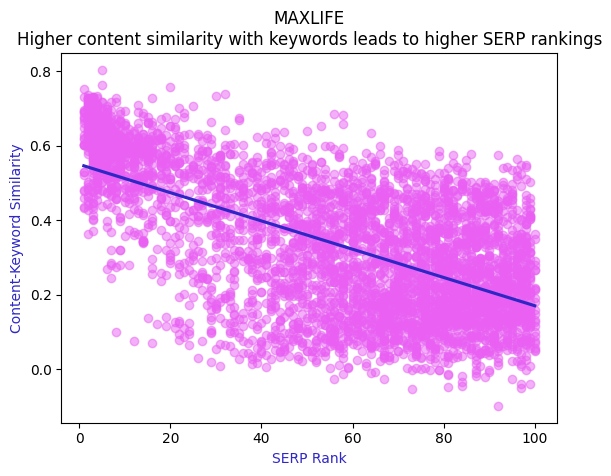 MAXLIFE
Higher content similarity with keywords leads to higher SERP rankings
Content-Keyword Similarity
0.8
0.6
0.4
0.2
0.0
0
20
40
60
80
100
SERP Rank